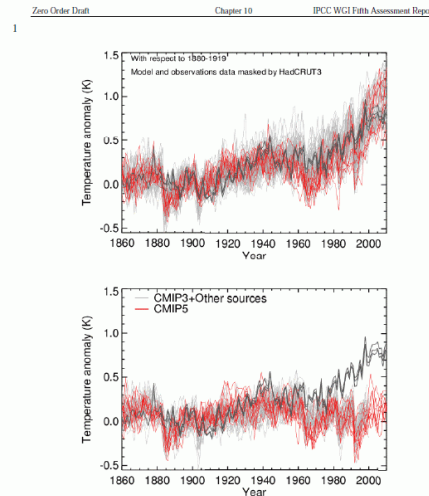 Zero Order Draft Chapter 10 IPCC WGI Fifth Assessment Repo
1
1.5
With respect to 1880-1919
Model and observations data masked by HadCRUT3
1.0
0.5
0.0
-0.5
Temperature anomaly (K)
1860 1880 1900 1920 1940 1960 1980 2000
Year
1.5
CMIP3+Other sources
CMIP5
1.0
0.5
0.0
-0.5
Temperature anomaly (K)
1860 1880 1900 1920 1940 1960 1980 2000
Year